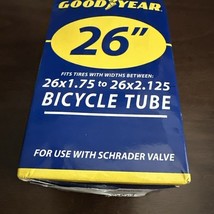 GOODYEAR
26"
FITS TIRES WITH WIDTHS BETWEEN:
26x1.75 to 26x2.125
BICYCLE TUBE
FOR USE WITH SCHRADER VALVE